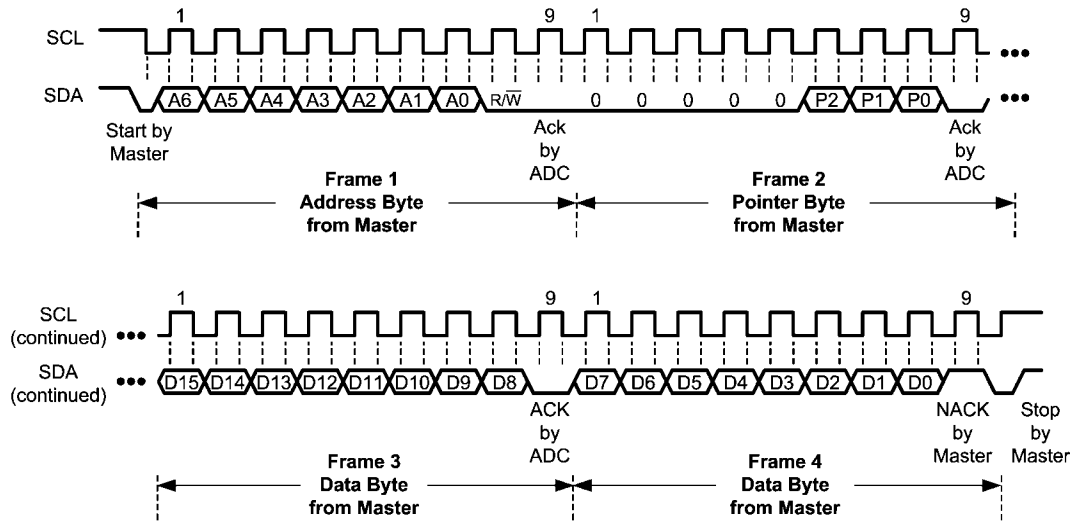 1 9 1 9
SCL
SDA A6 A5 A4 A3 A2 A1 A0 R/W̅ 0 0 0 0 0 P2 P1 P0
Start by
Master
Ack
by
ADC
Ack
by
ADC
Frame 1
Address Byte
from Master
Frame 2
Pointer Byte
from Master
1 9 1 9
SCL
(continued)
SDA
(continued)
D15 D14 D13 D12 D11 D10 D9 D8 D7 D6 D5 D4 D3 D2 D1 D0
ACK
by
ADC
NACK
by
Master
Stop
by
Master
Frame 3
Data Byte
from Master
Frame 4
Data Byte
from Master